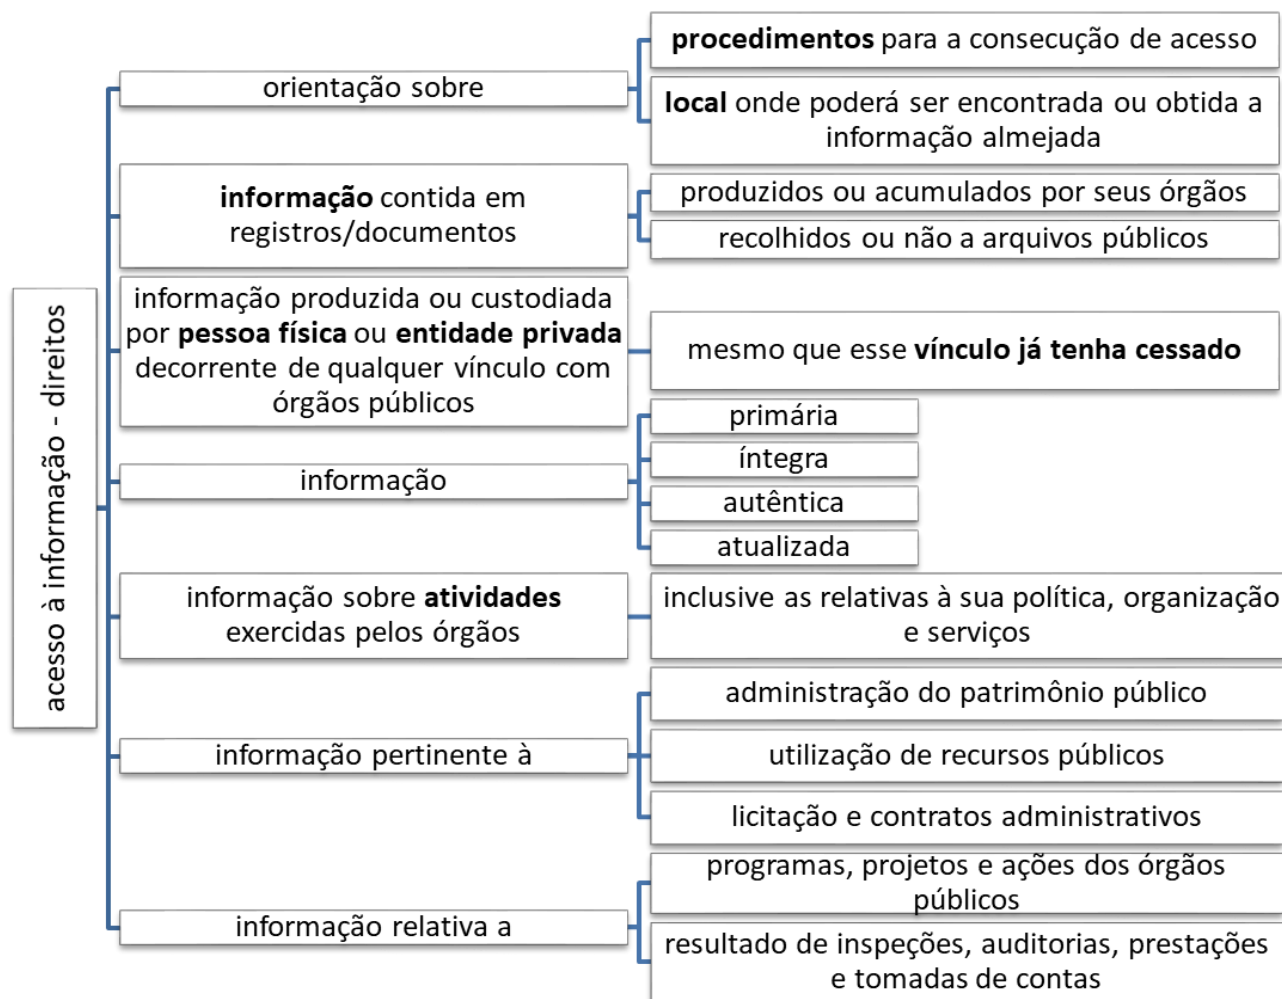 acesso à informação - direitos
orientação sobre
procedimentos para a consecução de acesso
local onde poderá ser encontrada ou obtida a
informação almejada
informação contida em
registros/documentos
produzidos ou acumulados por seus órgãos
recolhidos ou não a arquivos públicos
informação produzida ou custodiada
por pessoa física ou entidade privada
decorrente de qualquer vínculo com
órgãos públicos
mesmo que esse vínculo já tenha cessado
informação
primária
íntegra
autêntica
atualizada
informação sobre atividades
exercidas pelos órgãos
inclusive as relativas à sua política, organização
e serviços
informação pertinente à
administração do patrimônio público
utilização de recursos públicos
licitação e contratos administrativos
informação relativa a
programas, projetos e ações dos órgãos
públicos
resultado de inspeções, auditorias, prestações
e tomadas de contas